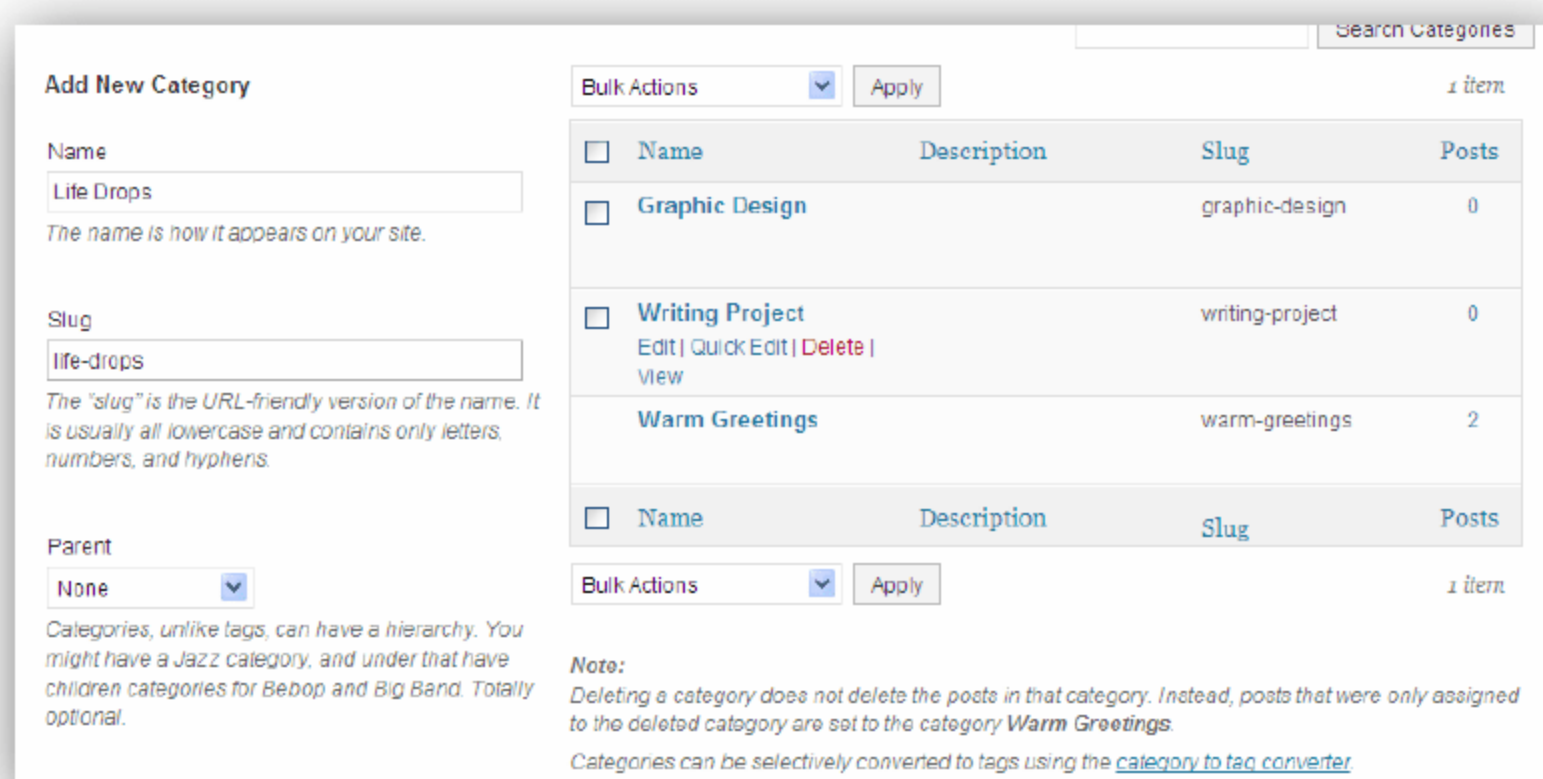 Search Categories
Add New Category
Bulk Actions
Apply
1 item
Name
Life Drops
The name is how it appears on your site.
Slug
life-drops
The "slug" is the URL-friendly version of the name. It
is usually all lowercase and contains only letters,
numbers, and hyphens.
Parent
None
Categories, unlike tags, can have a hierarchy. You
might have a Jazz category, and under that have
children categories for Bebop and Big Band. Totally
optional.
Name Description Slug Posts
Graphic Design graphic-design 0
Writing Project writing-project 0
Edit | Quick Edit | Delete |
View
Warm Greetings warm-greetings 2
Name Description Slug Posts
Bulk Actions
Apply
1 item
Note:
Deleting a category does not delete the posts in that category. Instead, posts that were only assigned
to the deleted category are set to the category Warm Greetings.
Categories can be selectively converted to tags using the category to tag converter.